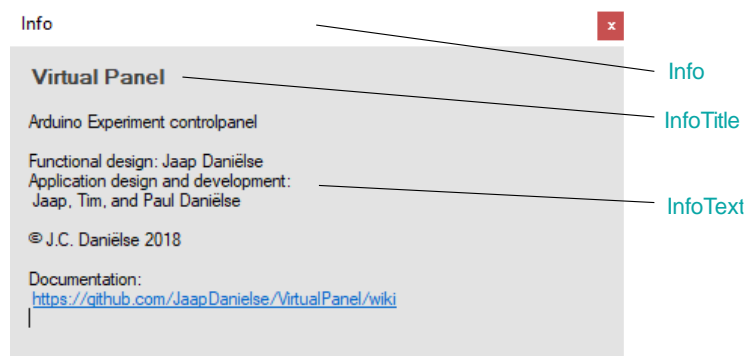 Info
x
Info
Virtual Panel
InfoTitle
Arduino Experiment controlpanel
Functional design: Jaap Daniëlse
Application design and development:
Jaap, Tim, and Paul Daniëlse
InfoText
© J.C. Daniëlse 2018
Documentation:
https://github.com/JaapDanielse/VirtualPanel/wiki